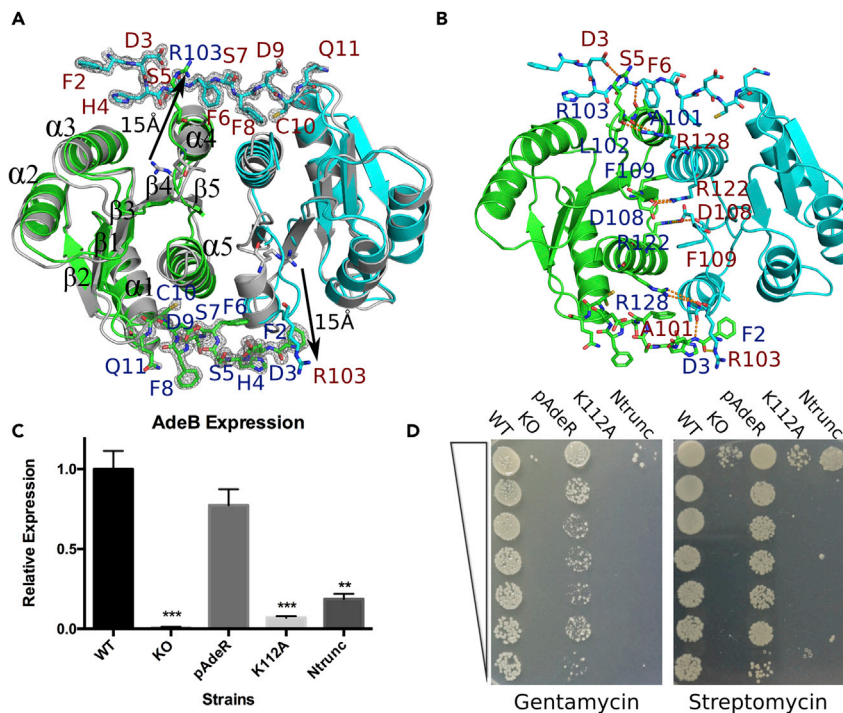 A
D3
R103
S7
D9
Q11
F2
S5
H4
F6
F8
C10
α3
15Å
α4
α2
β4
β5
β3
β1
α5
β2
α1
C10
D9
S7
F6
F2
15Å
Q11
F8
S5
H4
D3
R103
B
D3
S5
F6
R103
A101
L102
R128
F109
R122
D108
D108
R122
F109
R128
A101
F2
D3
R103
C
AdeB Expression
Relative Expression
1.0
0.5
0.0
***
***
**
WT
KO
pAdeR
K112A
Ntrunc
Strains
D
WT
KO
pAdeR
K112A
Ntrunc
WT
KO
pAdeR
K112A
Ntrunc
Gentamycin
Streptomycin